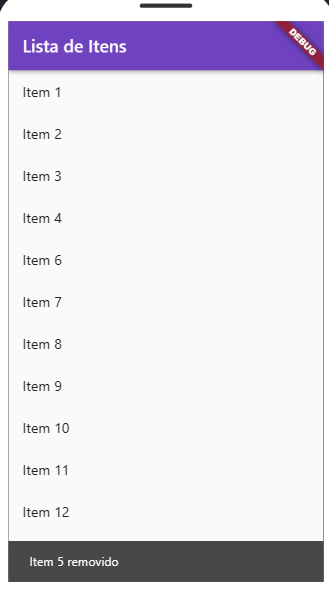 Lista de Itens
DEBUG
Item 1
Item 2
Item 3
Item 4
Item 6
Item 7
Item 8
Item 9
Item 10
Item 11
Item 12
Item 5 removido